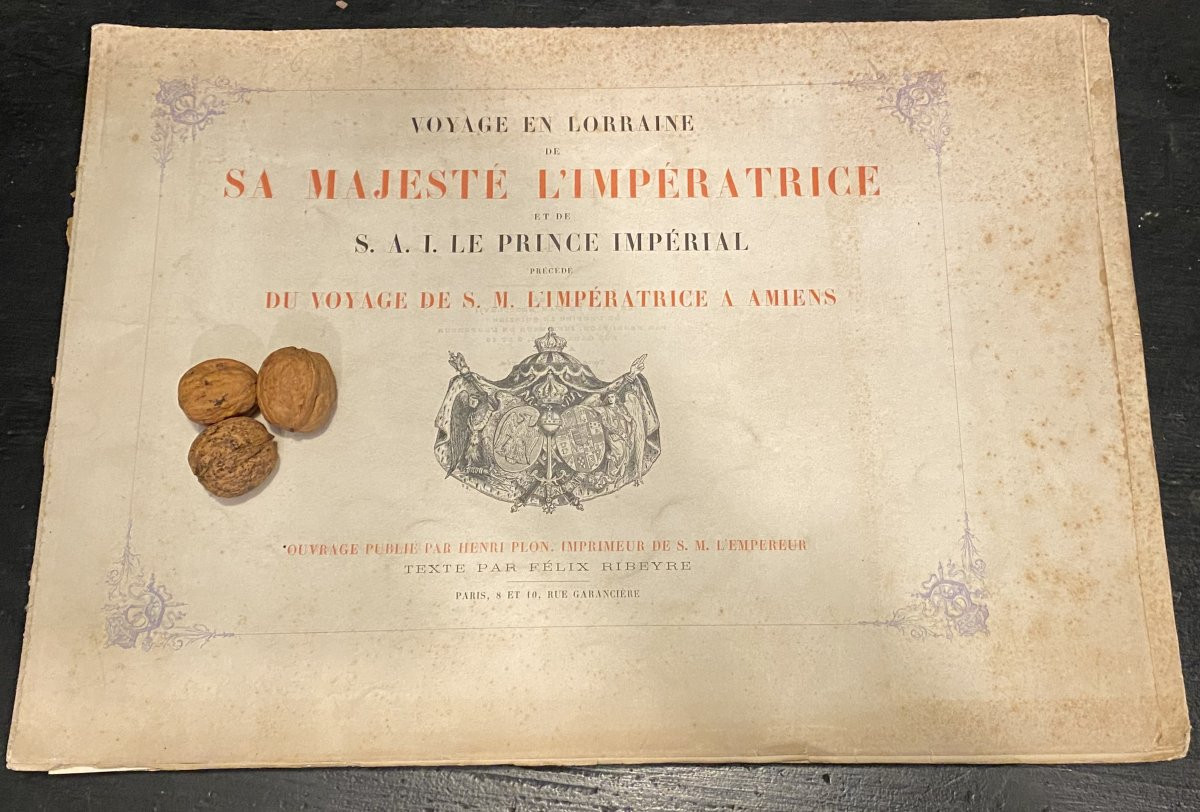 VOYAGE EN LORRAINE
DE
SA MAJESTÉ L'IMPÉRATRICE
ET DE
S. A. I. LE PRINCE IMPÉRIAL
PRÉCÉDÉ
DU VOYAGE DE S. M. L'IMPÉRATRICE A AMIENS
OUVRAGE PUBLIÉ PAR HENRI PLON, IMPRIMEUR DE S. M. L'EMPEREUR
TEXTE PAR FÉLIX RIBEYRE
PARIS, 8 ET 10, RUE GARANCIÈRE